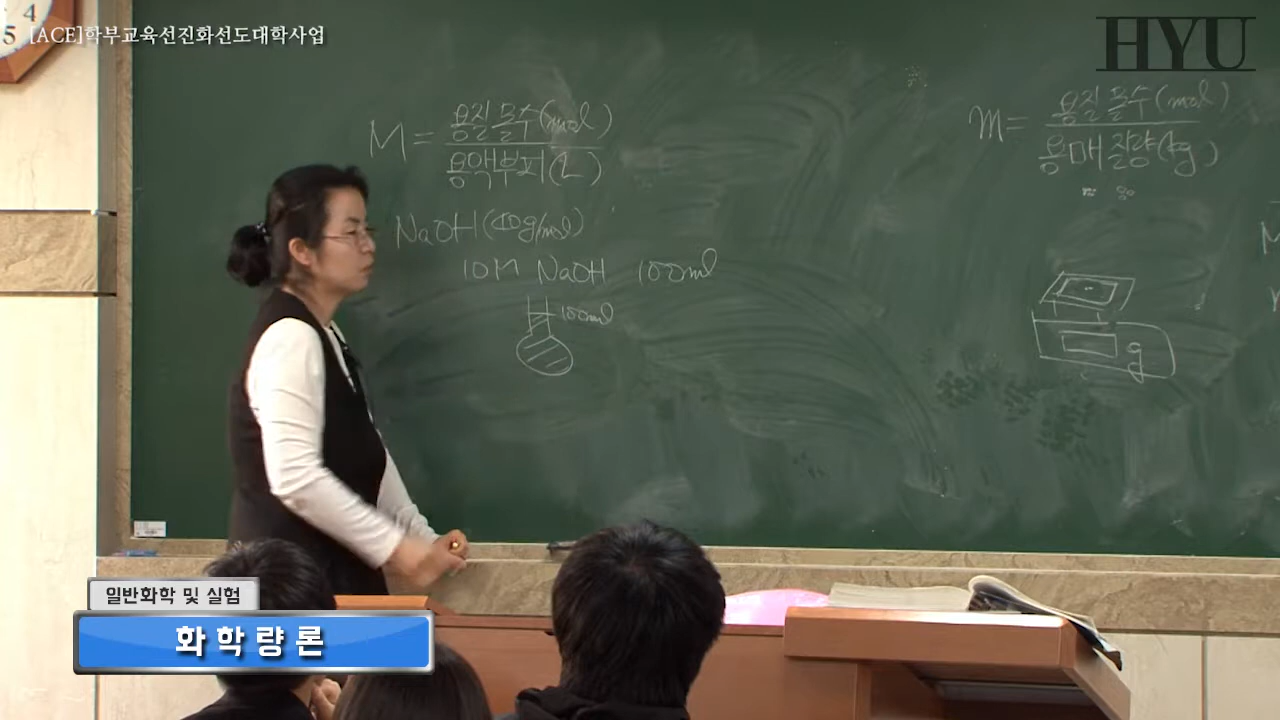 4
5
[ACE]학부교육선진화선도대학사업
HYU
M = 용질몰수(mol)
용액부피(L)
NaOH(40g/mol)
10M NaOH 100ml
100ml
m = 용질몰수(mol)
용매질량(kg)
g
M
일반화학 및 실험
화학량론